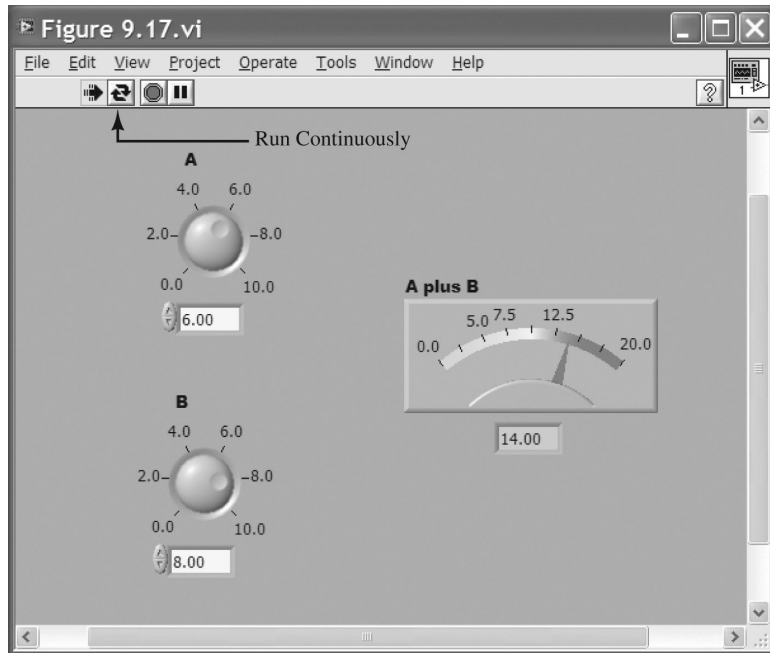 Figure 9.17.vi
File Edit View Project Operate Tools Window Help
?
1
Run Continuously
A
4.0 6.0
2.0 8.0
0.0 10.0
6.00
A plus B
0.0 5.0 7.5 12.5 20.0
14.00
B
4.0 6.0
2.0 8.0
0.0 10.0
8.00